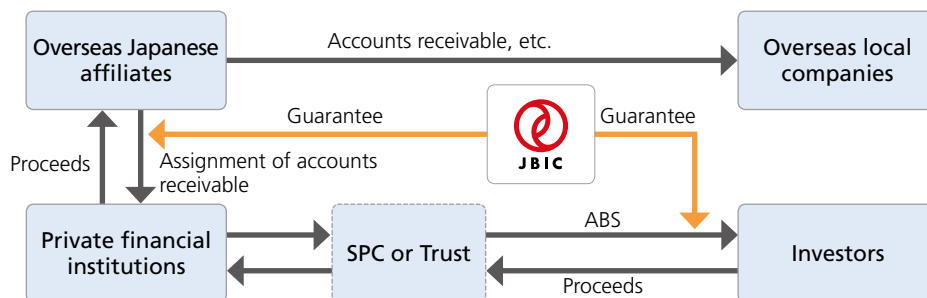 Overseas Japanese
affiliates
Accounts receivable, etc.
Overseas local
companies
Guarantee
JBIC
Guarantee
Proceeds
Assignment of accounts
receivable
Private financial
institutions
SPC or Trust
ABS
Investors
Proceeds